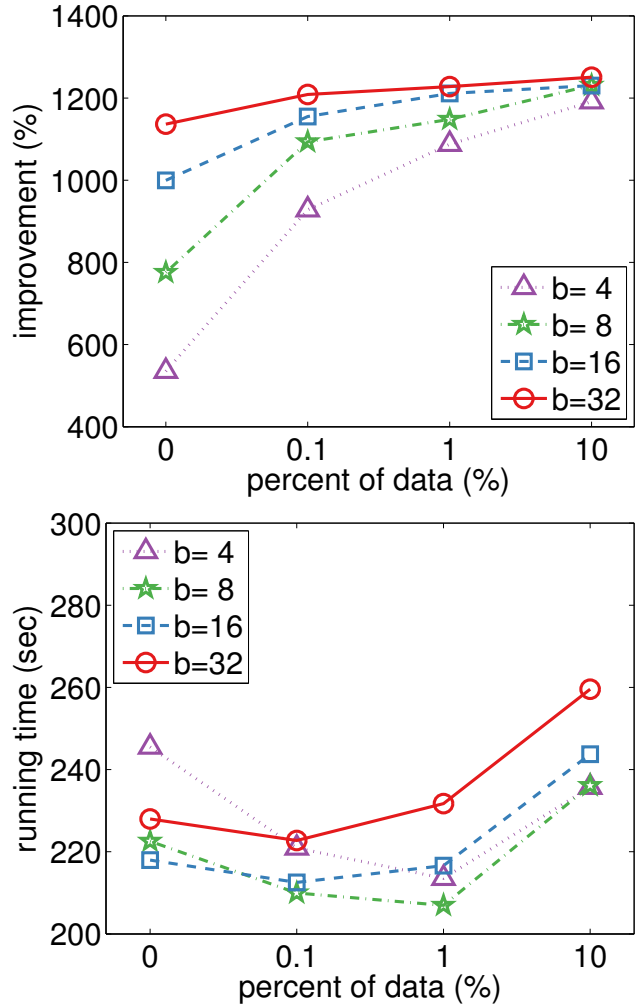 1400
1200
1000
800
600
400
improvement (%)
b= 4
b= 8
b=16
b=32
0 0.1 1 10
percent of data (%)
300
280
260
240
220
200
running time (sec)
b= 4
b= 8
b=16
b=32
0 0.1 1 10
percent of data (%)